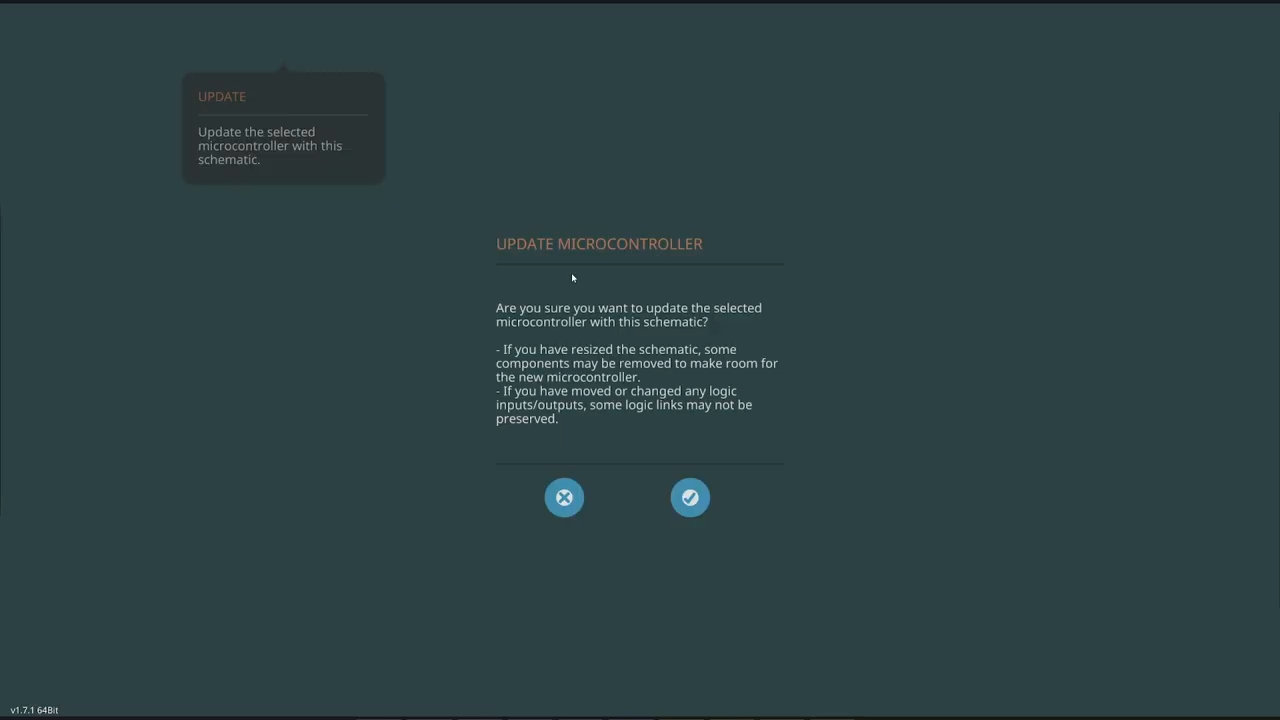 UPDATE
Update the selected
microcontroller with this
schematic.
UPDATE MICROCONTROLLER
Are you sure you want to update the selected
microcontroller with this schematic?
- If you have resized the schematic, some
components may be removed to make room for
the new microcontroller.
- If you have moved or changed any logic
inputs/outputs, some logic links may not be
preserved.
v1.7.1 64Bit